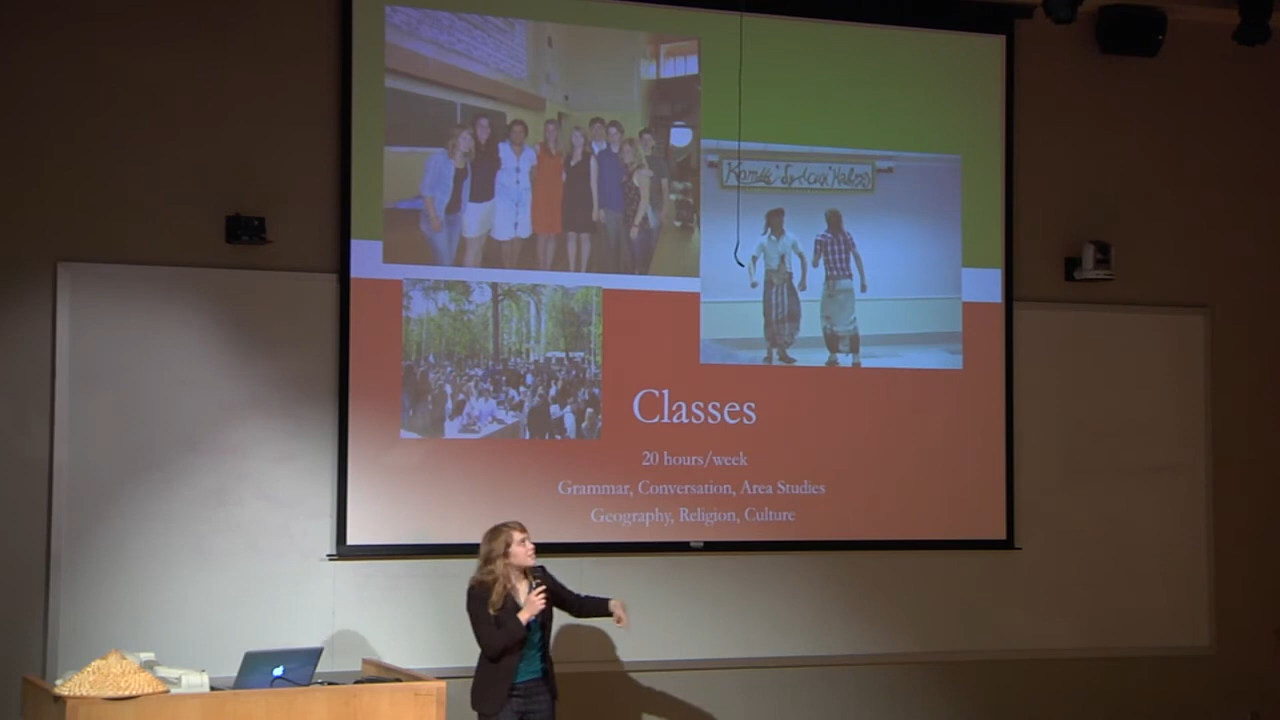 Classes
20 hours/week
Grammar, Conversation, Area Studies
Geography, Religion, Culture